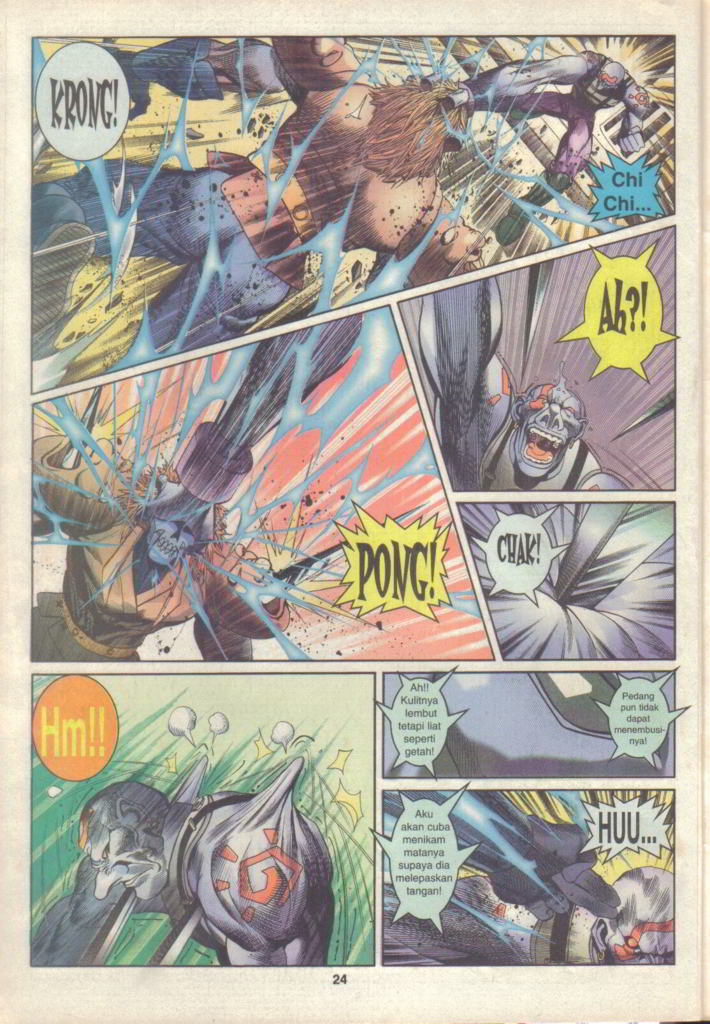 KRONG!
Chi
Chi...
Ah?!
PONG!
CHAK!
Hm!!
Ah!!
Kulitnya
lembut
tetapi liat
seperti
getah!
Pedang
pun tidak
dapat
menembusi-
nya!
Aku
akan cuba
menikam
matanya
supaya dia
melepaskan
tangan!
HUU...
24